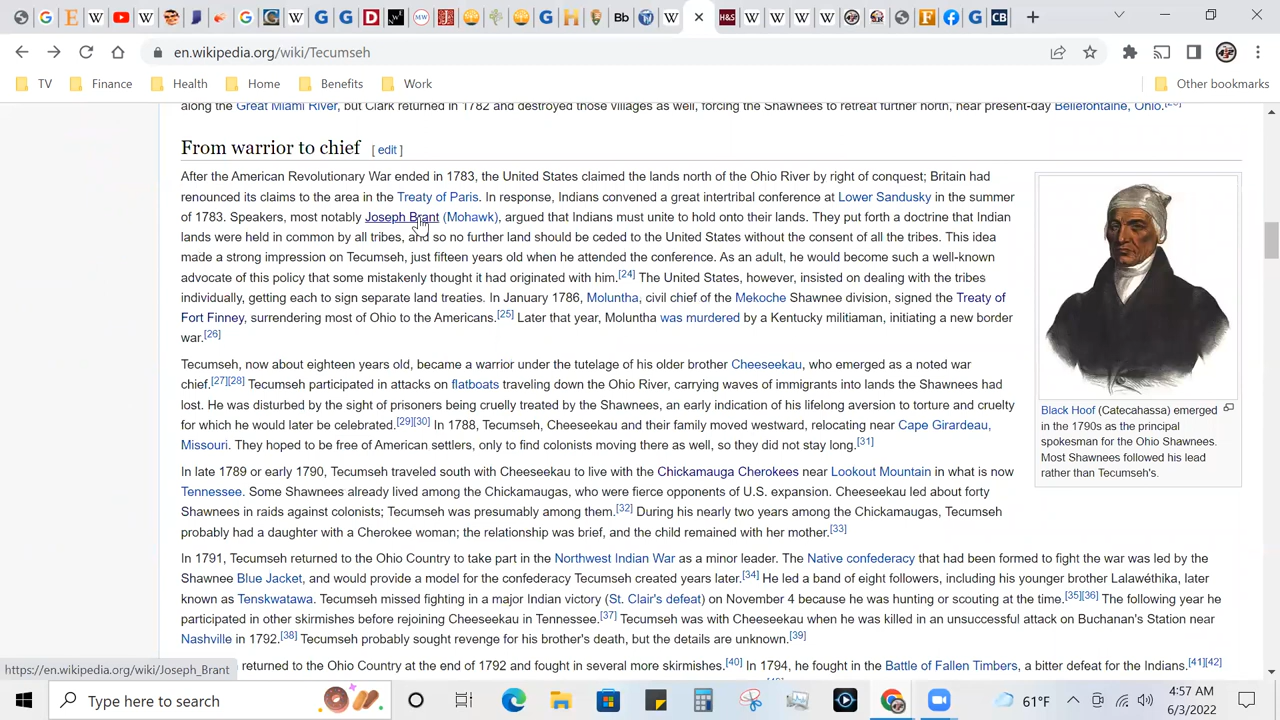 en.wikipedia.org/wiki/Tecumseh
TV
Finance
Health
Home
Benefits
Work
Other bookmarks
along the Great Miami River, but Clark returned in 1782 and destroyed those villages as well, forcing the Shawnees to retreat further north, near present-day Bellefontaine, Ohio.
From warrior to chief [ edit ]
After the American Revolutionary War ended in 1783, the United States claimed the lands north of the Ohio River by right of conquest; Britain had
renounced its claims to the area in the Treaty of Paris. In response, Indians convened a great intertribal conference at Lower Sandusky in the summer
of 1783. Speakers, most notably Joseph Brant (Mohawk), argued that Indians must unite to hold onto their lands. They put forth a doctrine that Indian
lands were held in common by all tribes, and so no further land should be ceded to the United States without the consent of all the tribes. This idea
made a strong impression on Tecumseh, just fifteen years old when he attended the conference. As an adult, he would become such a well-known
advocate of this policy that some mistakenly thought it had originated with him.[24] The United States, however, insisted on dealing with the tribes
individually, getting each to sign separate land treaties. In January 1786, Moluntha, civil chief of the Mekoche Shawnee division, signed the Treaty of
Fort Finney, surrendering most of Ohio to the Americans.[25] Later that year, Moluntha was murdered by a Kentucky militiaman, initiating a new border
war.[26]
Tecumseh, now about eighteen years old, became a warrior under the tutelage of his older brother Cheeseekau, who emerged as a noted war
chief.[27][28] Tecumseh participated in attacks on flatboats traveling down the Ohio River, carrying waves of immigrants into lands the Shawnees had
lost. He was disturbed by the sight of prisoners being cruelly treated by the Shawnees, an early indication of his lifelong aversion to torture and cruelty
for which he would later be celebrated.[29][30] In 1788, Tecumseh, Cheeseekau and their family moved westward, relocating near Cape Girardeau,
Missouri. They hoped to be free of American settlers, only to find colonists moving there as well, so they did not stay long.[31]
In late 1789 or early 1790, Tecumseh traveled south with Cheeseekau to live with the Chickamauga Cherokees near Lookout Mountain in what is now
Tennessee. Some Shawnees already lived among the Chickamaugas, who were fierce opponents of U.S. expansion. Cheeseekau led about forty
Shawnees in raids against colonists; Tecumseh was presumably among them.[32] During his nearly two years among the Chickamaugas, Tecumseh
probably had a daughter with a Cherokee woman; the relationship was brief, and the child remained with her mother.[33]
In 1791, Tecumseh returned to the Ohio Country to take part in the Northwest Indian War as a minor leader. The Native confederacy that had been formed to fight the war was led by the
Shawnee Blue Jacket, and would provide a model for the confederacy Tecumseh created years later.[34] He led a band of eight followers, including his younger brother Lalawéthika, later
known as Tenskwatawa. Tecumseh missed fighting in a major Indian victory (St. Clair's defeat) on November 4 because he was hunting or scouting at the time.[35][36] The following year he
participated in other skirmishes before rejoining Cheeseekau in Tennessee.[37] Tecumseh was with Cheeseekau when he was killed in an unsuccessful attack on Buchanan's Station near
Nashville in 1792.[38] Tecumseh probably sought revenge for his brother's death, but the details are unknown.[39]
returned to the Ohio Country at the end of 1792 and fought in several more skirmishes.[40] In 1794, he fought in the Battle of Fallen Timbers, a bitter defeat for the Indians.[41][42]
Black Hoof (Catecahassa) emerged
in the 1790s as the principal
spokesman for the Ohio Shawnees.
Most Shawnees followed his lead
rather than Tecumseh's.
https://en.wikipedia.org/wiki/Joseph_Brant
Type here to search
61°F
4:57 AM
6/3/2022